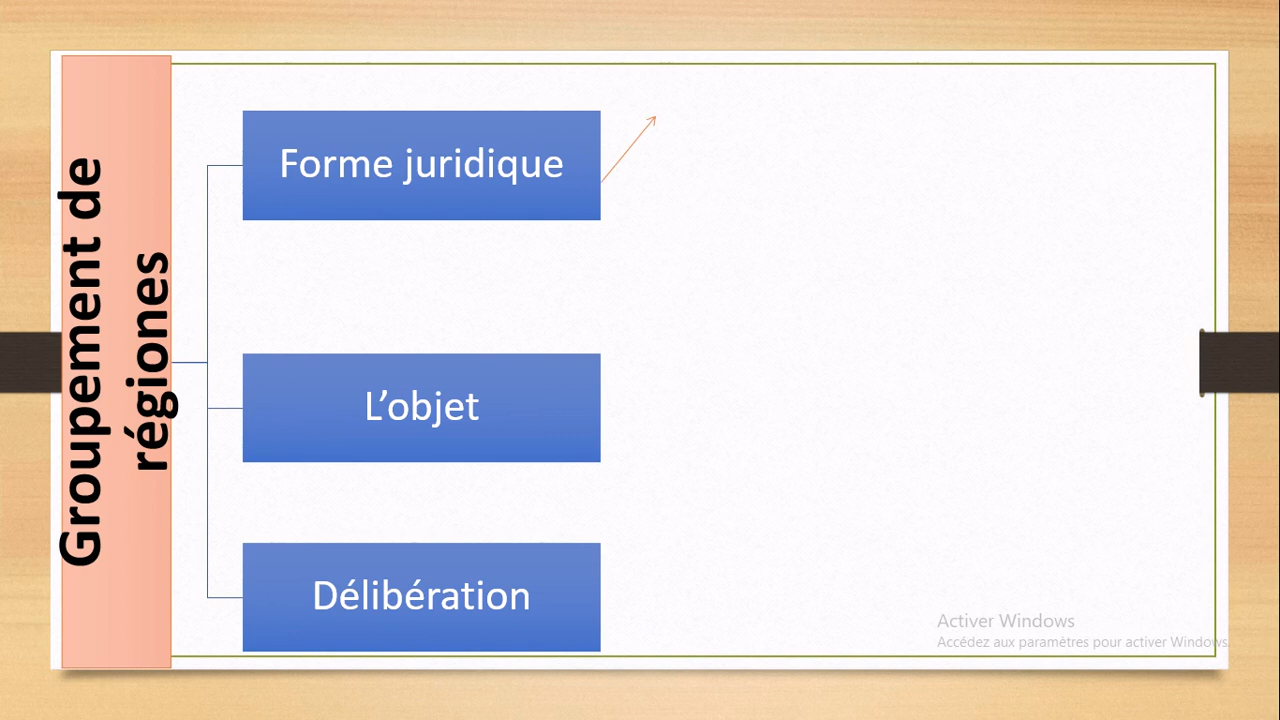 Groupement de
régiones
Forme juridique
L’objet
Délibération
Activer Windows
Accédez aux paramètres pour activer Windows.